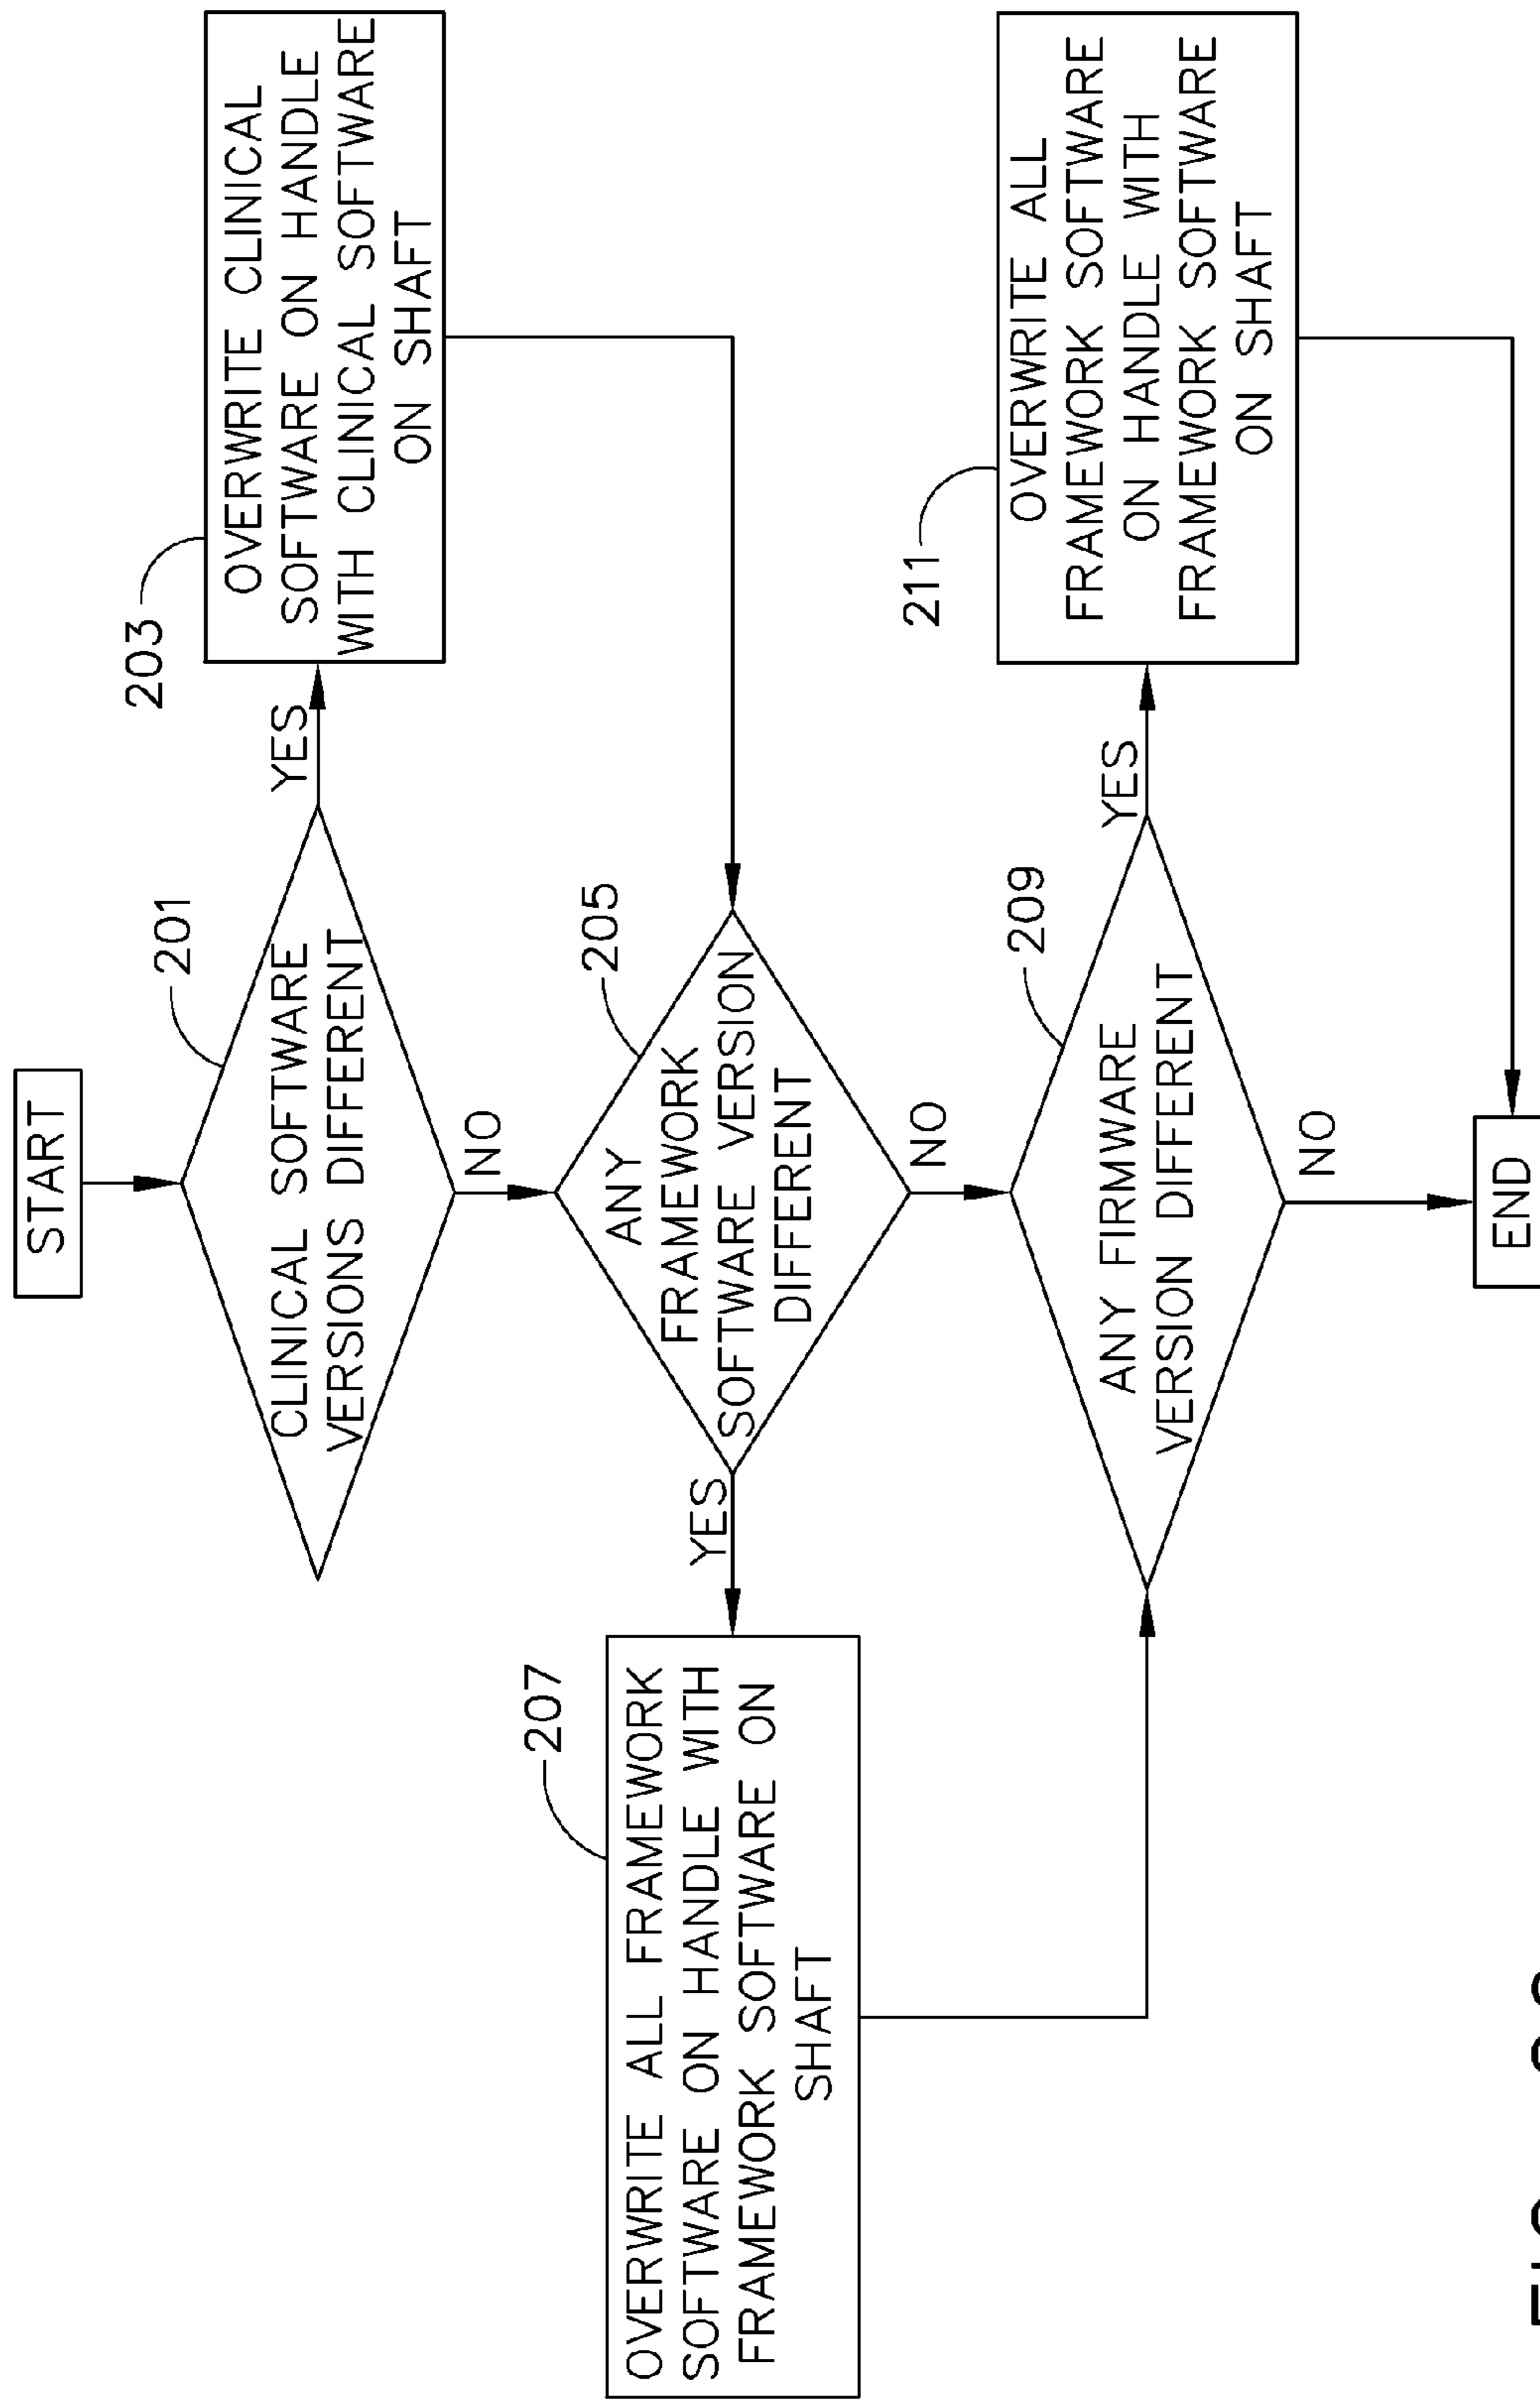 START
201
CLINICAL SOFTWARE
VERSIONS DIFFERENT
YES
203
OVERWRITE CLINICAL
SOFTWARE ON HANDLE
WITH CLINICAL SOFTWARE
ON SHAFT
NO
205
ANY
FRAMEWORK
SOFTWARE VERSION
DIFFERENT
YES
207
OVERWRITE ALL FRAMEWORK
SOFTWARE ON HANDLE WITH
FRAMEWORK SOFTWARE ON
SHAFT
NO
209
ANY FIRMWARE
VERSION DIFFERENT
YES
211
OVERWRITE ALL
FRAMEWORK SOFTWARE
ON HANDLE WITH
FRAMEWORK SOFTWARE
ON SHAFT
NO
END